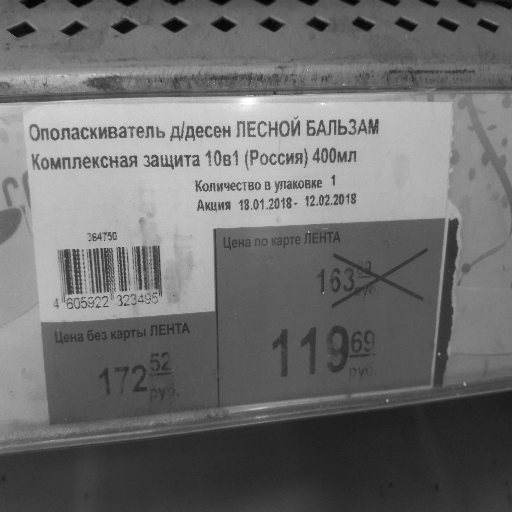 Ополаскиватель д/десен ЛЕСНОЙ БАЛЬЗАМ
Комплексная защита 10в1 (Россия) 400мл
Количество в упаковке 1
Акция 18.01.2018- 12.02.2018
364750
4 605922 323495
Цена по карте ЛЕНТА
163
руб.
119 69
руб.
Цена без карты ЛЕНТА
172 52
руб.